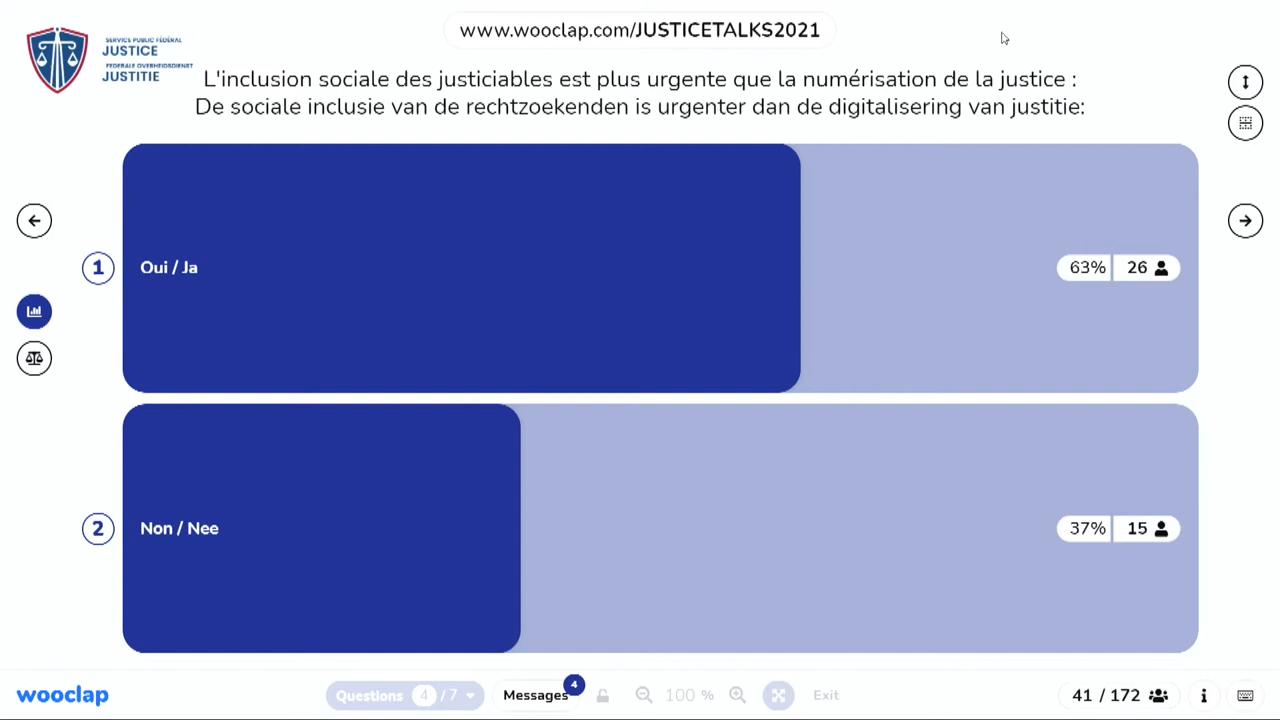 www.wooclap.com/JUSTICETALKS2021
SERVICE PUBLIC FÉDÉRAL
JUSTICE
FEDERALE OVERHEIDSDIENST
JUSTITIE
L'inclusion sociale des justiciables est plus urgente que la numérisation de la justice :
De sociale inclusie van de rechtzoekenden is urgenter dan de digitalisering van justitie:
1 Oui / Ja 63% 26
2 Non / Nee 37% 15
wooclap Questions 4 / 7 Messages 4 100 % Exit 41 / 172